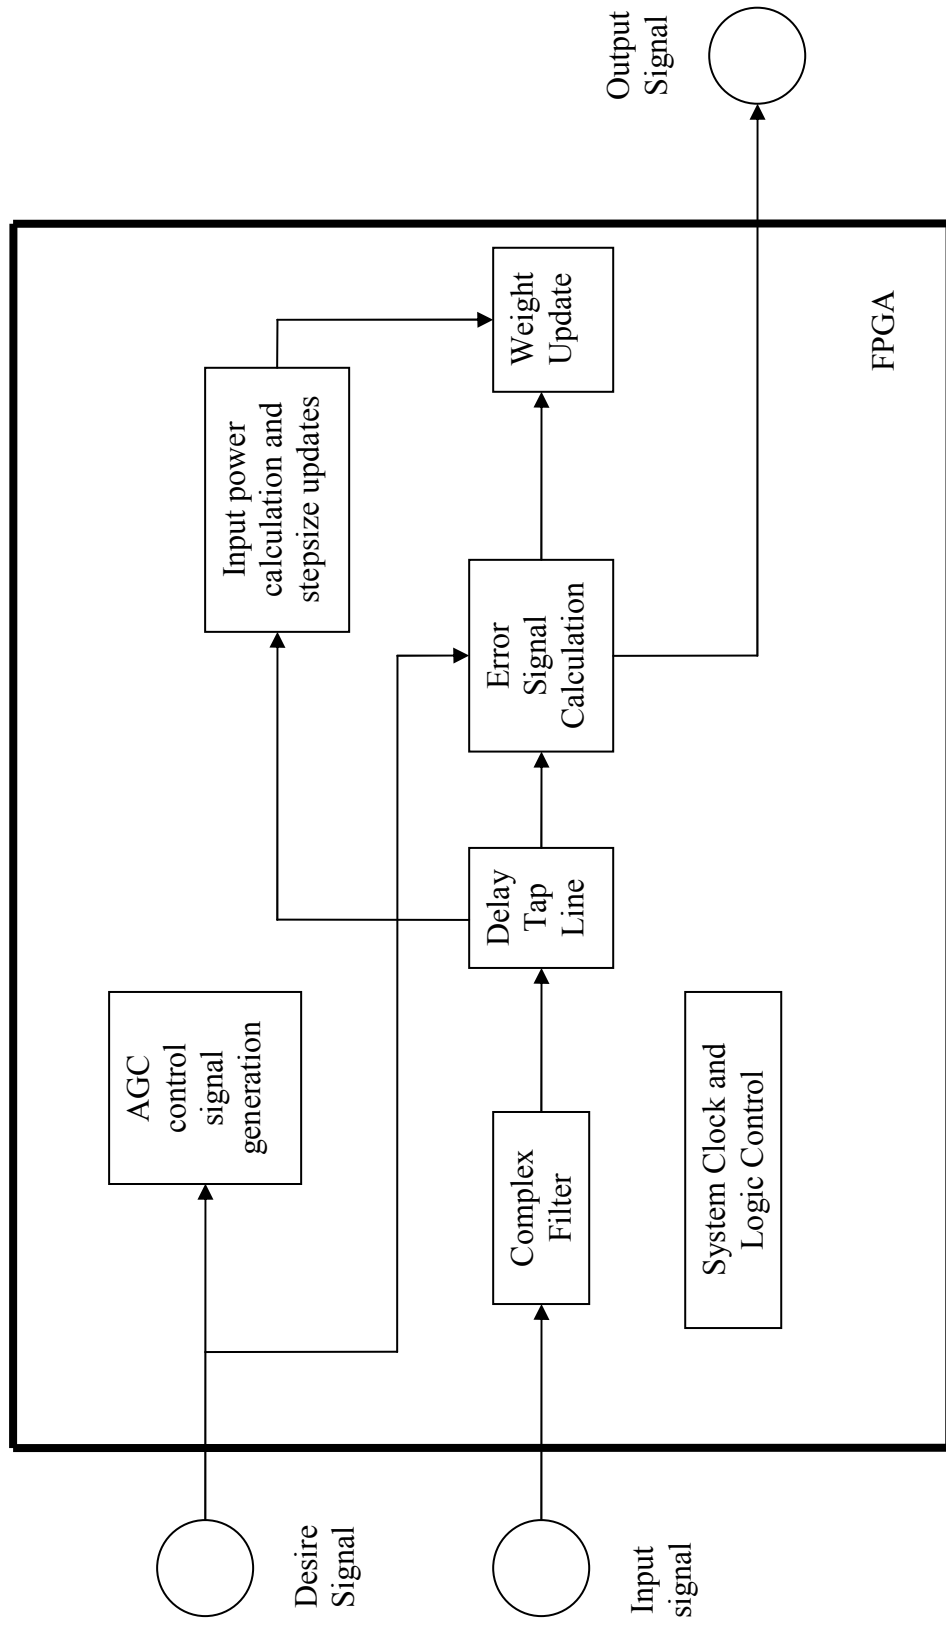 Desire
Signal
AGC
control
signal
generation
Input power
calculation and
stepsize updates
Input
signal
Complex
Filter
Delay
Tap
Line
Error
Signal
Calculation
Weight
Update
Output
Signal
System Clock and
Logic Control
FPGA